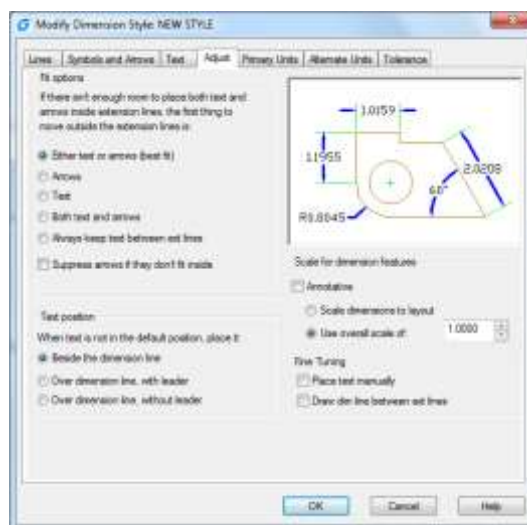 Modify Dimension Style: NEW STYLE
Lines Symbols and Arrows Text Adjust Primary Units Alternate Units Tolerance
Fit options
If there isn't enough room to place both text and
arrows inside extension lines, the first thing to
move outside the extension lines is:
Either text or arrows (best fit)
Arrows
Text
Both text and arrows
Always keep text between ext lines
Suppress arrows if they don't fit inside
Text position
When text is not in the default position, place it:
Beside the dimension line
Over dimension line, with leader
Over dimension line, without leader
1.0159
1.1955
2.0208
60°
R0.8045
Scale for dimension features
Annotative
Scale dimensions to layout
Use overall scale of: 1.0000
Fine Tuning
Place text manually
Draw dim line between ext lines
OK Cancel Help